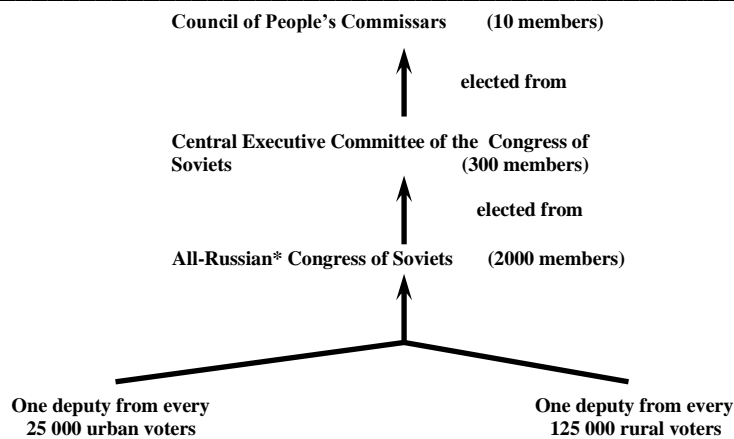 Council of People’s Commissars (10 members)
elected from
Central Executive Committee of the Congress of
Soviets (300 members)
elected from
All-Russian* Congress of Soviets (2000 members)
One deputy from every
25 000 urban voters
One deputy from every
125 000 rural voters